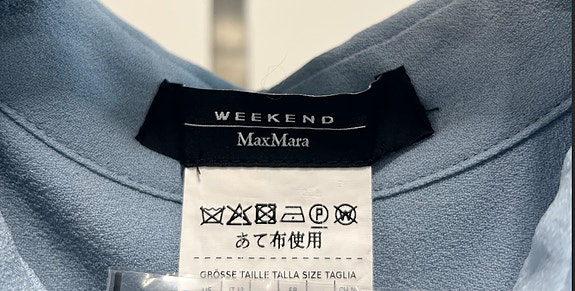 WEEKEND
MaxMara
P W
あて布使用
GRÖSSE TAILLE TALLA SIZE TAGLIA